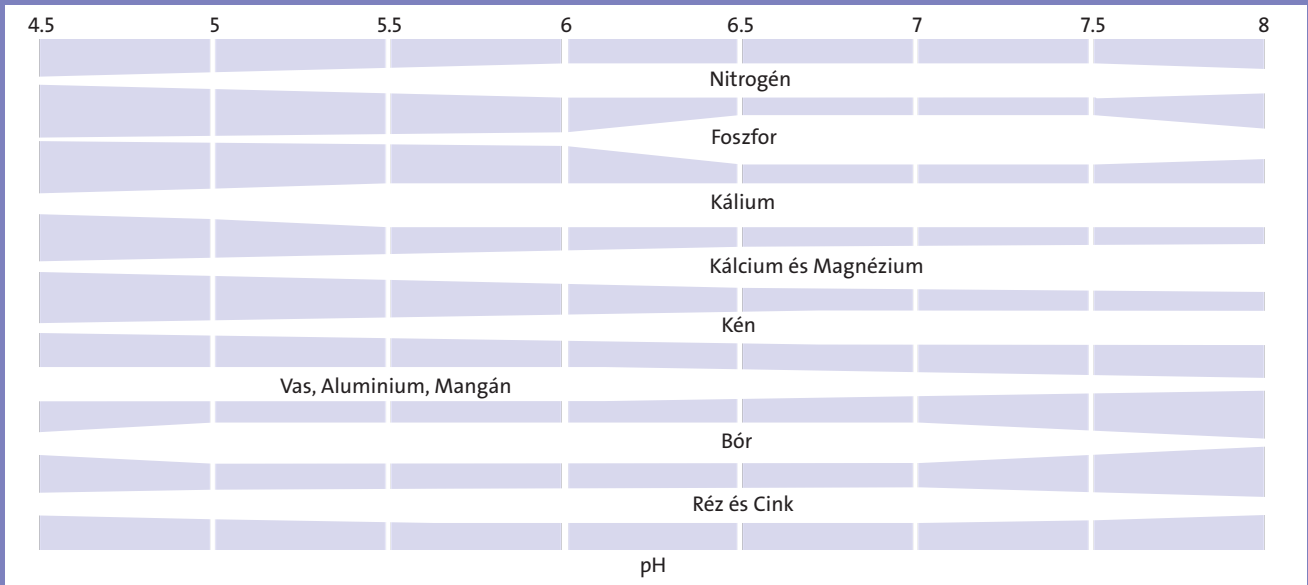 4.5 5 5.5 6 6.5 7 7.5 8
Nitrogén
Foszfor
Kálium
Kálcium és Magnézium
Kén
Vas, Aluminium, Mangán
Bór
Réz és Cink
pH